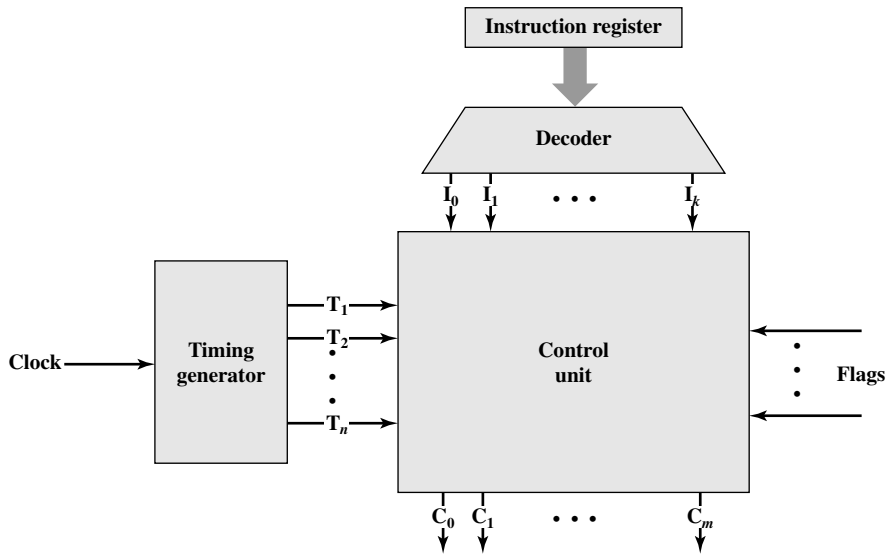 Instruction register
Decoder
I0 I1 • • • Ik
Clock
Timing
generator
T1
T2
•
•
•
Tn
Control
unit
•
•
•
Flags
C0 C1 • • • Cm